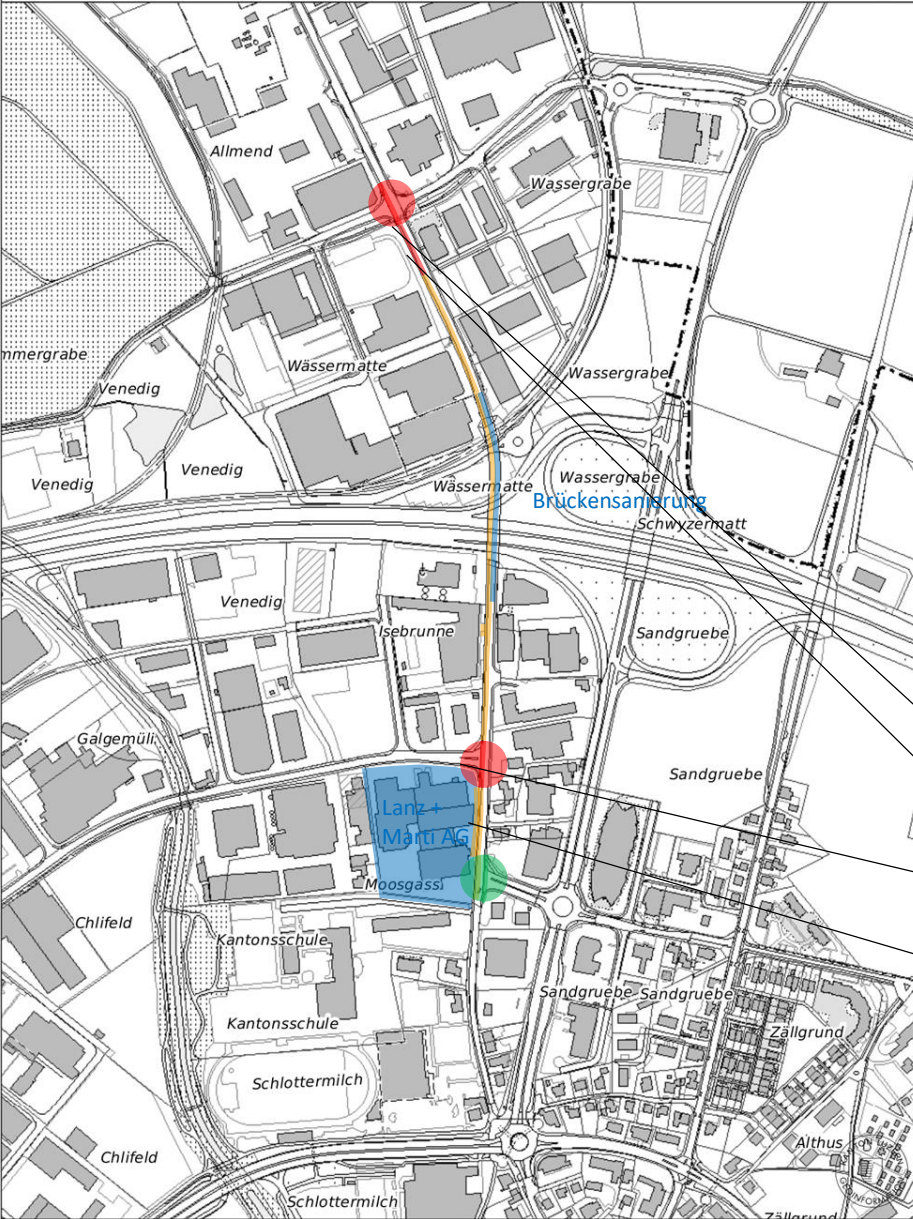 Allmend
Wassergrabe
mmergrabe
Wässermatte
Wassergrabe
Venedig
Venedig
Venedig
Wässermatte
Wassergrabe
Brückensanierung
Schwyzermatt
Venedig
Isebrunne
Sandgruebe
Galgemüli
Sandgruebe
Lanz +
Marti AG
Moosgass
Chlifeld
Kantonsschule
Sandgruebe
Sandgruebe
Kantonsschule
Zällgrund
Schlottermilch
Althus
Chlifeld
Schlottermilch
Zällgrund